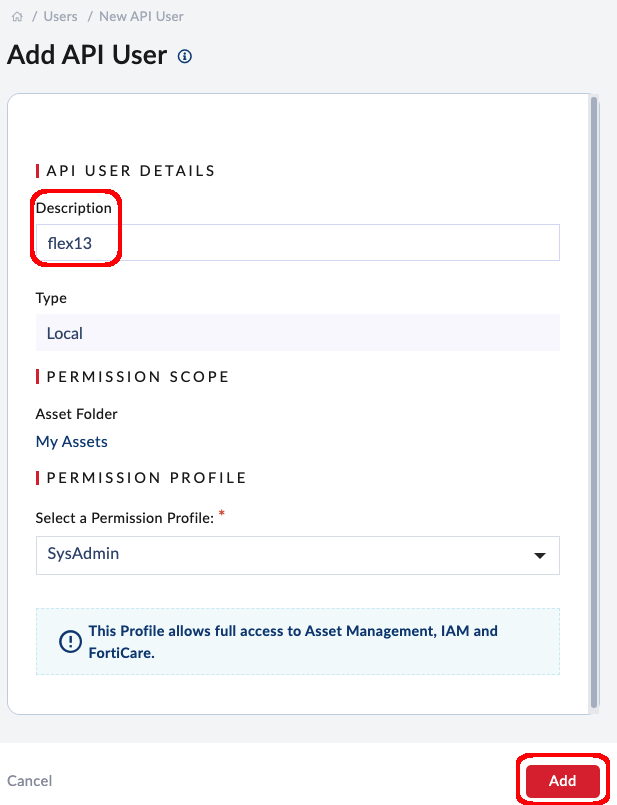 / Users / New API User
Add API User
API USER DETAILS
Description
flex13
Type
Local
PERMISSION SCOPE
Asset Folder
My Assets
PERMISSION PROFILE
Select a Permission Profile: *
SysAdmin
This Profile allows full access to Asset Management, IAM and
FortiCare.
Cancel
Add